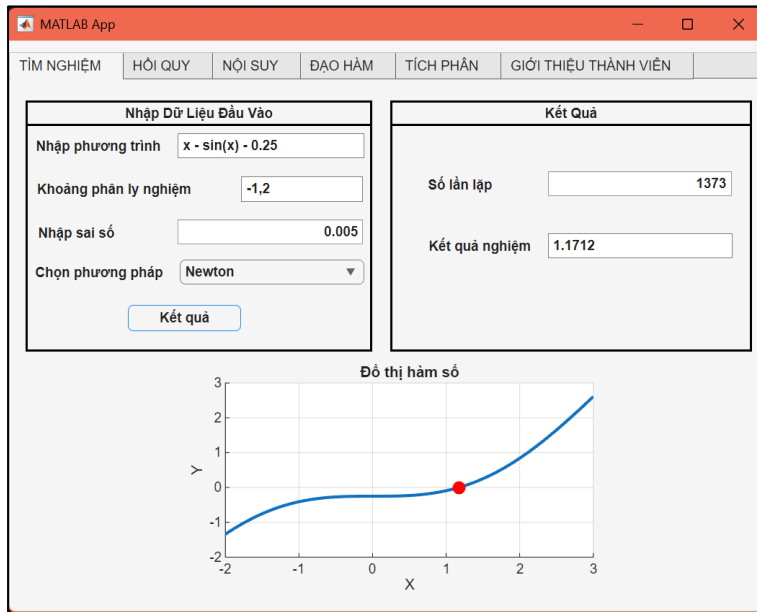 MATLAB App
TÌM NGHIỆM HỒI QUY NỘI SUY ĐẠO HÀM TÍCH PHÂN GIỚI THIỆU THÀNH VIÊN
Nhập Dữ Liệu Đầu Vào
Nhập phương trình x - sin(x) - 0.25
Khoảng phân ly nghiệm -1,2
Nhập sai số 0.005
Chọn phương pháp Newton
Kết quả
Kết Quả
Số lần lặp 1373
Kết quả nghiệm 1.1712
Đồ thị hàm số
3
2
1
0
-1
-2
Y
-2 -1 0 1 2 3
X